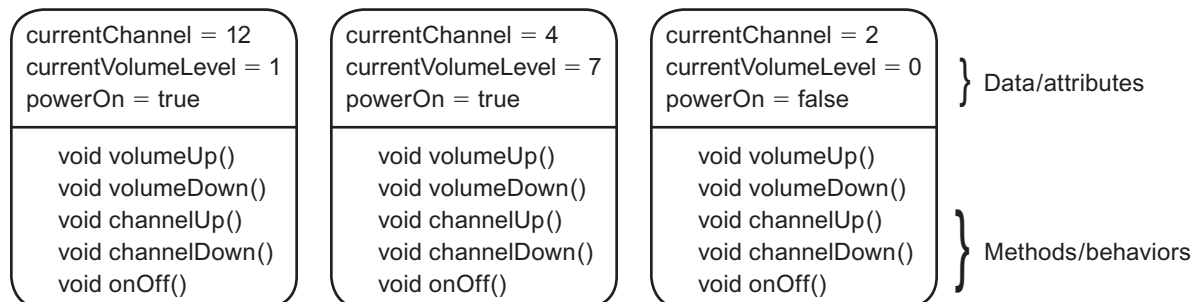 currentChannel = 12
currentVolumeLevel = 1
powerOn = true
void volumeUp()
void volumeDown()
void channelUp()
void channelDown()
void onOff()
currentChannel = 4
currentVolumeLevel = 7
powerOn = true
void volumeUp()
void volumeDown()
void channelUp()
void channelDown()
void onOff()
currentChannel = 2
currentVolumeLevel = 0
powerOn = false
void volumeUp()
void volumeDown()
void channelUp()
void channelDown()
void onOff()
} Data/attributes
} Methods/behaviors